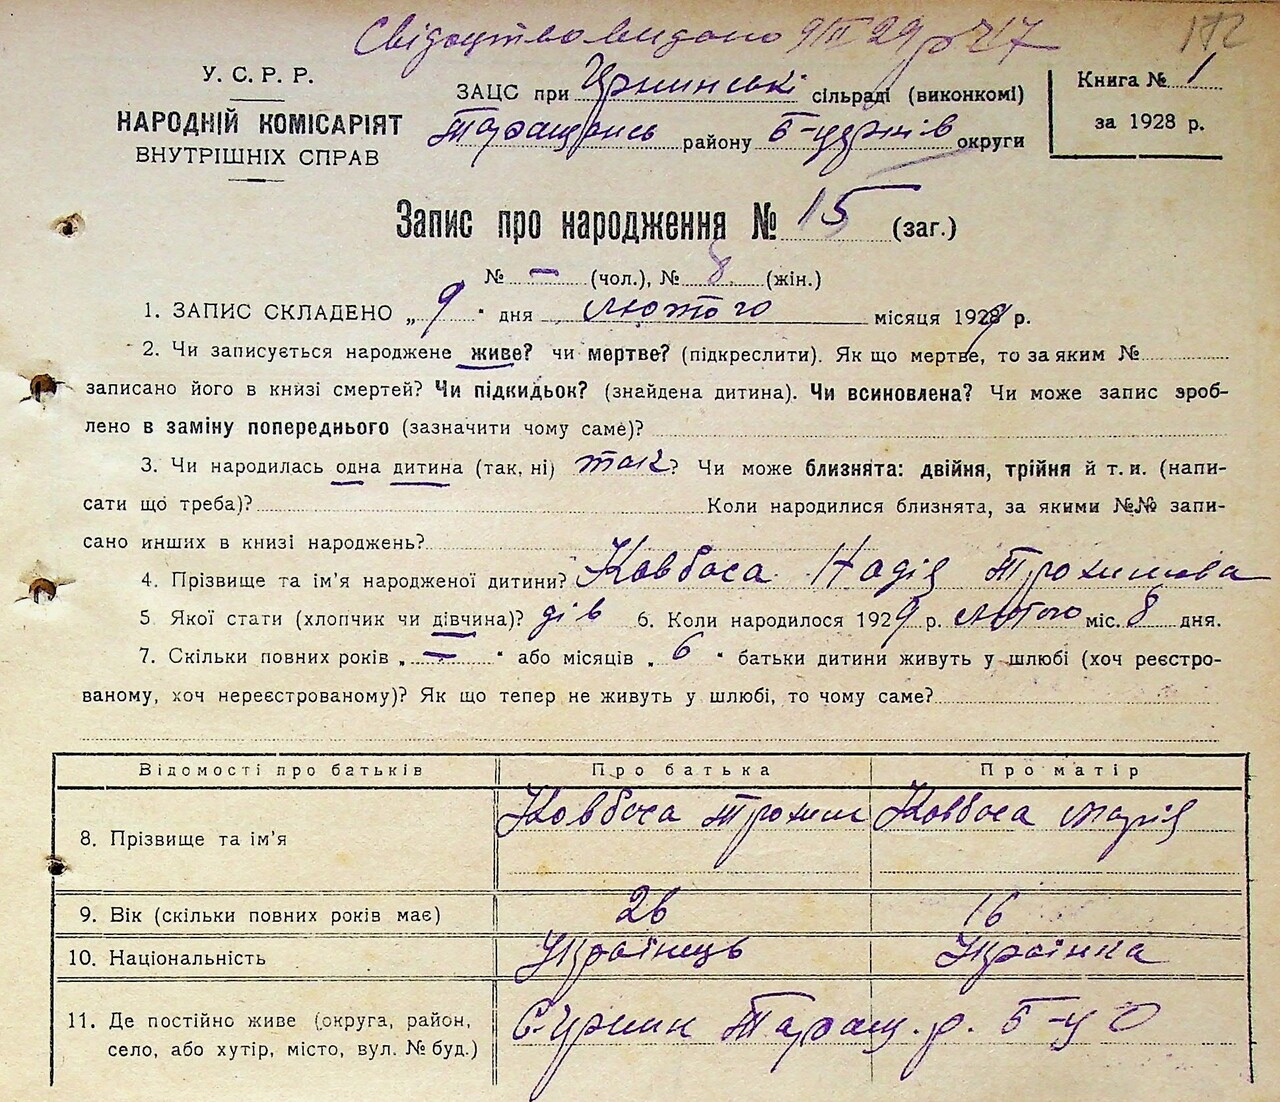 Свідоцтво видано 9/II 29 р № 17
У. С. Р. Р.
НАРОДНІЙ КОМІСАРІЯТ
ВНУТРІШНІХ СПРАВ
ЗАЦС при сільраді (виконкомі)
району округи
Книга № 1
за 1928 р.
Запис про народження № 15 (заг.)
№ – (чол.), № 8 (жін.)
1. ЗАПИС СКЛАДЕНО „9" дня лютого місяця 1929 р.
2. Чи записується народжене живе? чи мертве? (підкреслити). Як що мертве, то за яким №
записано його в книзі смертей? Чи підкидьок? (знайдена дитина). Чи всиновлена? Чи може запис зроб-
лено в заміну попереднього (зазначити чому саме)?
3. Чи народилась одна дитина (так, ні) так? Чи може близнята: двійня, трійня й т. и. (напи-
сати що треба)? Коли народилися близнята, за якими №№ запи-
сано инших в книзі народжень?
4. Прізвище та ім'я народженої дитини? Ковбаса Надія Трохимова
5 Якої стати (хлопчик чи дівчина)? дів 6. Коли народилося 1929 р. лютого міс. 8 дня.
7. Скільки повних років „–" або місяців „6" батьки дитини живуть у шлюбі (хоч реєстро-
ваному, хоч нереєстрованому)? Як що тепер не живуть у шлюбі, то чому саме?
Відомості про батьків Про батька Про матір
8. Прізвище та ім'я Ковбаса Трохим Ковбаса Марія
9. Вік (скільки повних років має) 26 16
10. Національність Українець Українка
11. Де постійно живе (округа, район,
село, або хутір, місто, вул. № буд.) Таращ. р. Б-ц О